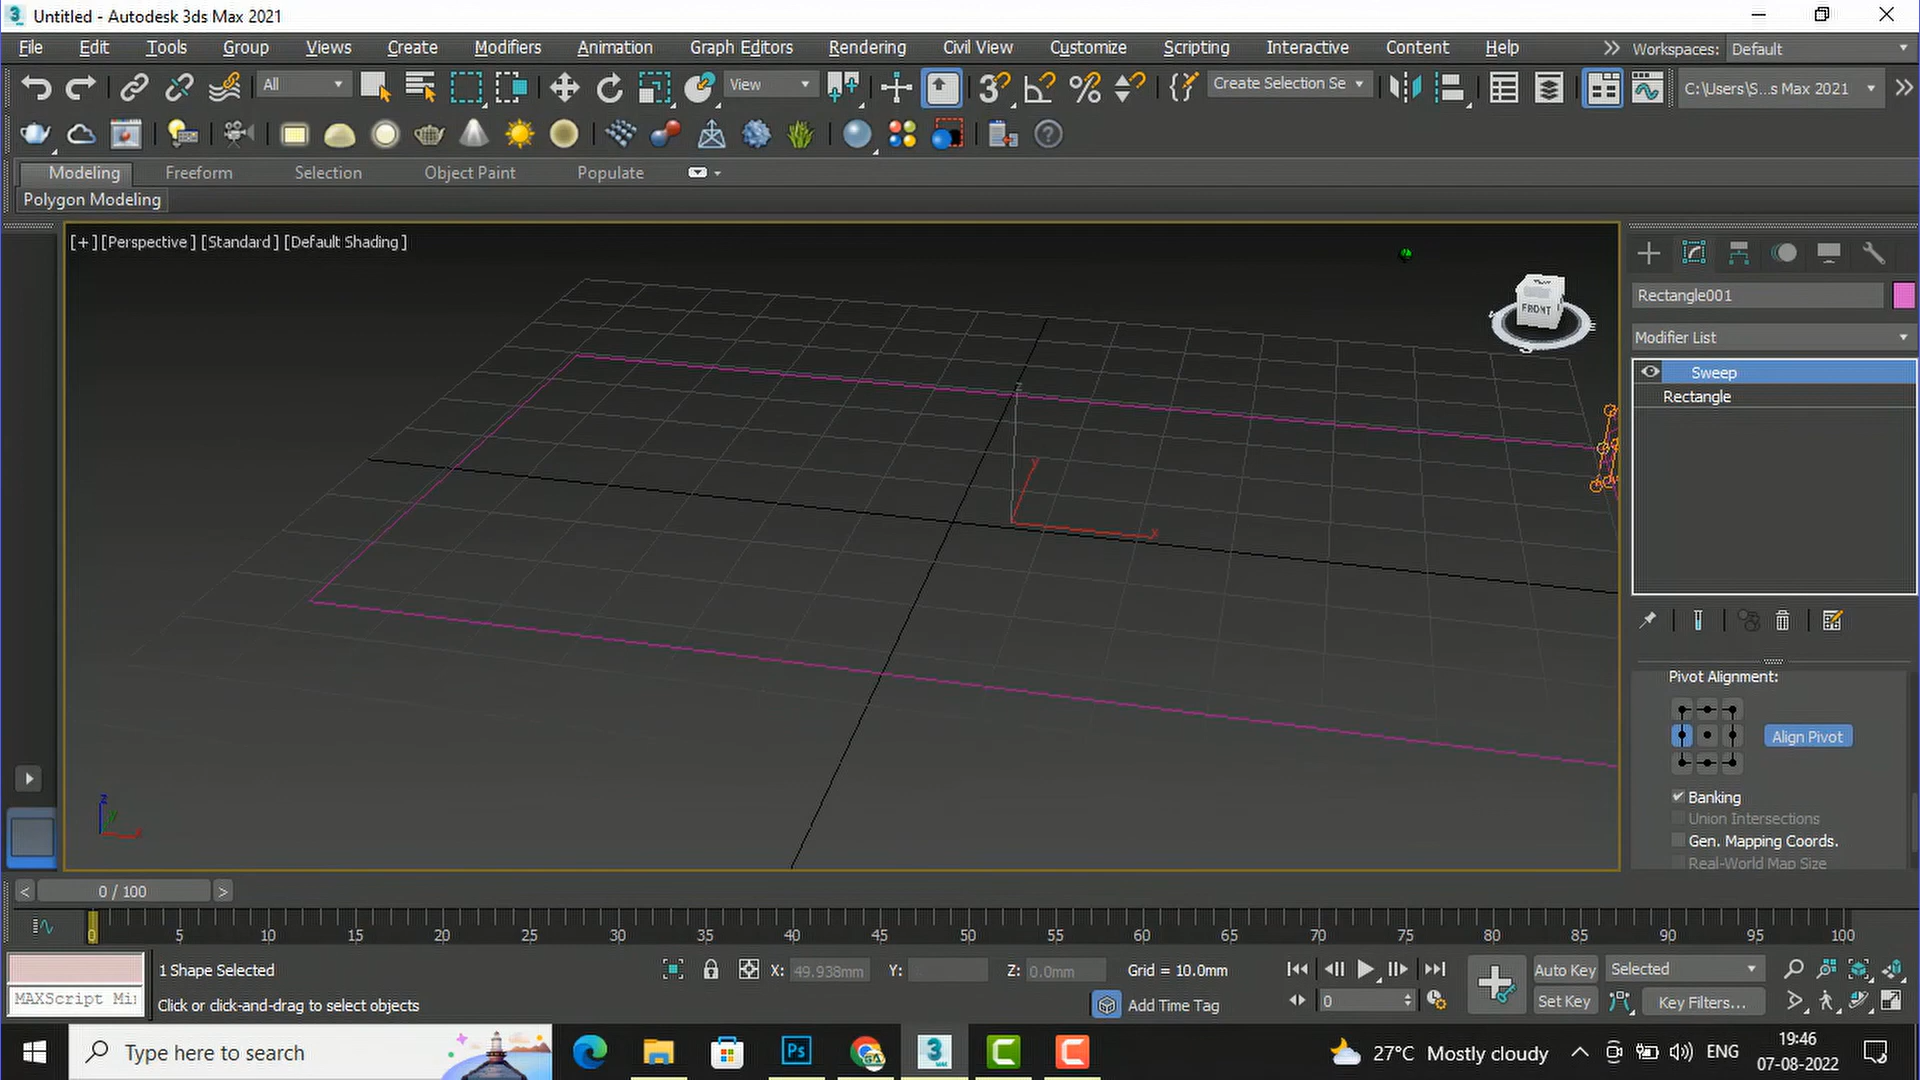 Untitled - Autodesk 3ds Max 2021
File Edit Tools Group Views Create Modifiers Animation Graph Editors Rendering Civil View Customize Scripting Interactive Content Help Workspaces: Default
All View Create Selection Se C:\Users\S...s Max 2021
Modeling Freeform Selection Object Paint Populate
Polygon Modeling
[+] [Perspective ] [Standard ] [Default Shading ]
FRONT
Rectangle001
Modifier List
Sweep
Rectangle
z
y
x
Pivot Alignment:
Align Pivot
Banking
Union Intersections
Gen. Mapping Coords.
Real-World Map Size
z
y
x
< 0 / 100 >
0 5 10 15 20 25 30 35 40 45 50 55 60 65 70 75 80 85 90 95 100
1 Shape Selected X: 49.938mm Y: Z: 0.0mm Grid = 10.0mm Auto Key Selected
MAXScript Mi Click or click-and-drag to select objects Add Time Tag 0 Set Key Key Filters...
Type here to search Ps 3 27°C Mostly cloudy ENG 19:46
07-08-2022